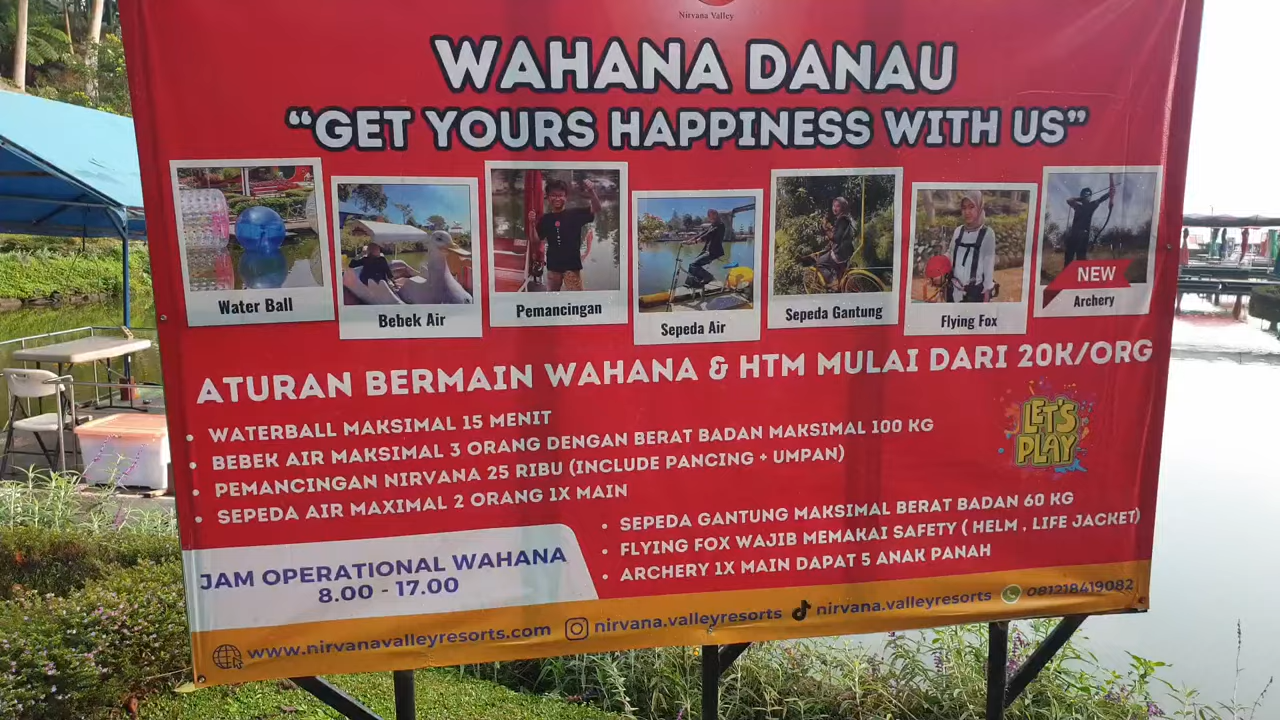 Nirvana Valley
WAHANA DANAU
“GET YOURS HAPPINESS WITH US”
Water Ball
Bebek Air
Pemancingan
Sepeda Air
Sepeda Gantung
Flying Fox
NEW
Archery
ATURAN BERMAIN WAHANA & HTM MULAI DARI 20K/ORG
• WATERBALL MAKSIMAL 15 MENIT
• BEBEK AIR MAKSIMAL 3 ORANG DENGAN BERAT BADAN MAKSIMAL 100 KG
• PEMANCINGAN NIRVANA 25 RIBU (INCLUDE PANCING + UMPAN)
• SEPEDA AIR MAXIMAL 2 ORANG 1X MAIN
LET'S PLAY
• SEPEDA GANTUNG MAKSIMAL BERAT BADAN 60 KG
• FLYING FOX WAJIB MEMAKAI SAFETY ( HELM , LIFE JACKET)
• ARCHERY 1X MAIN DAPAT 5 ANAK PANAH
JAM OPERATIONAL WAHANA
8.00 - 17.00
www.nirvanavalleyresorts.com nirvana.valleyresorts nirvana.valleyresorts 081218419082